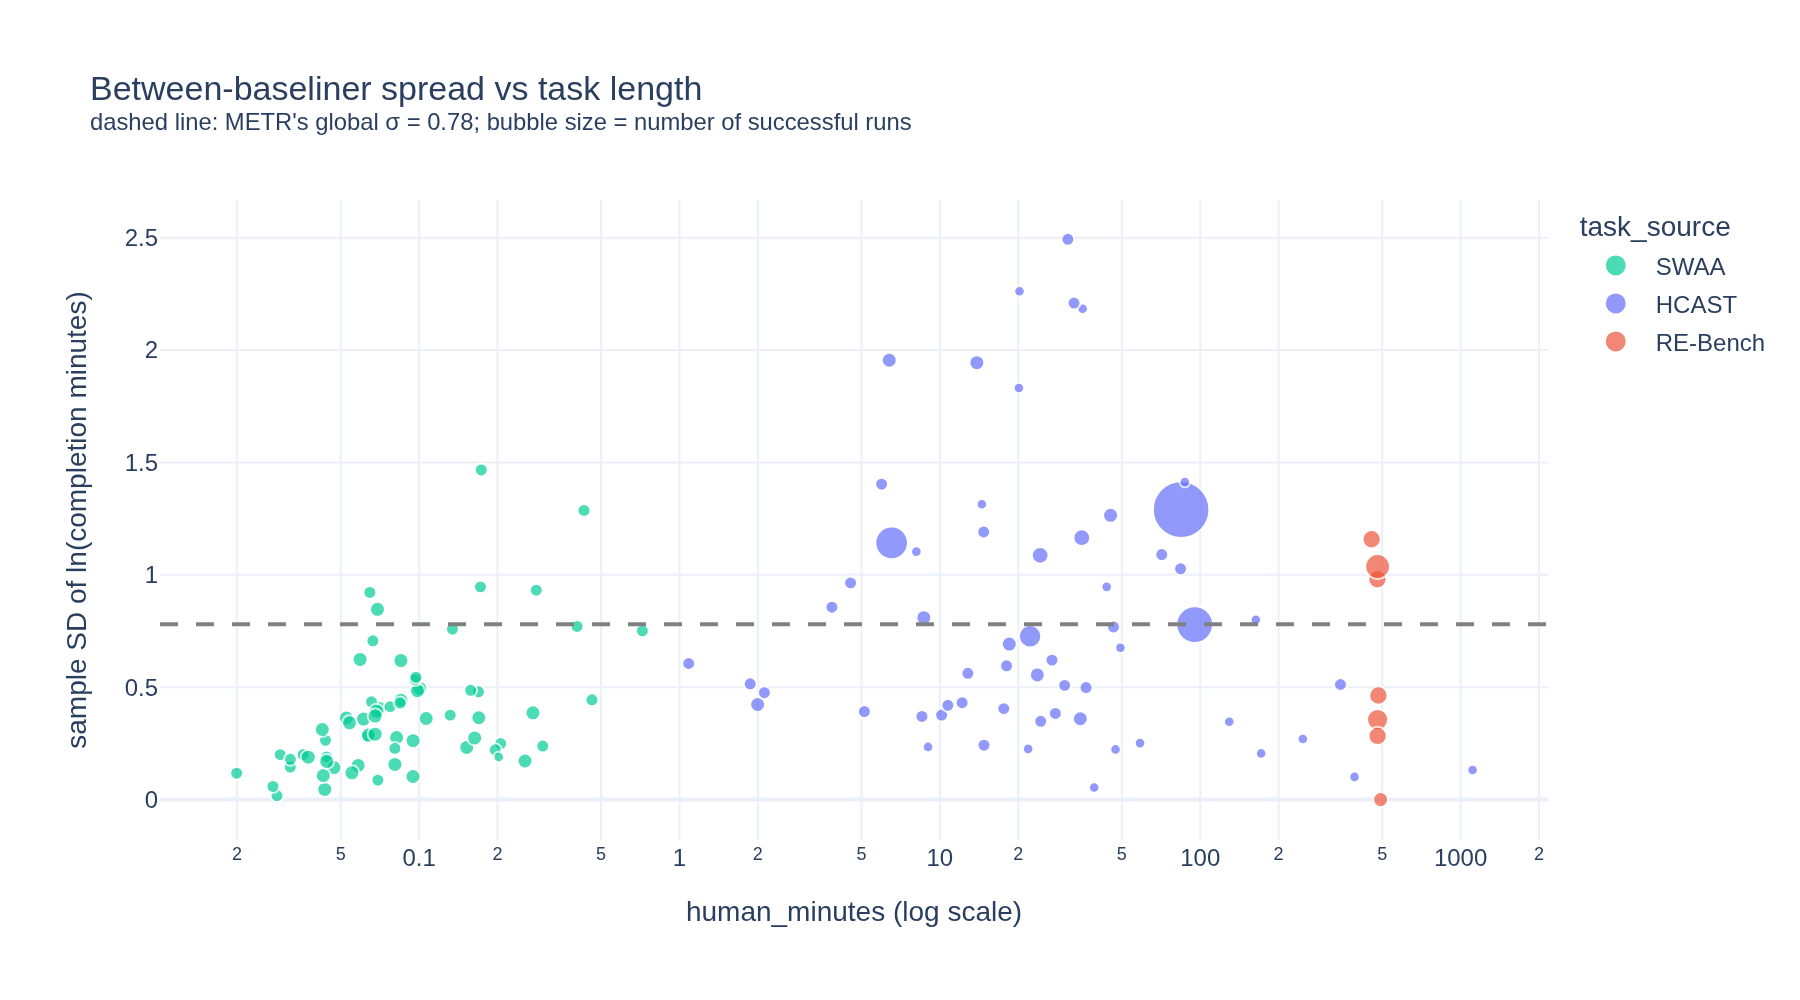 Between-baseliner spread vs task length
dashed line: METR's global σ = 0.78; bubble size = number of successful runs
task_source
SWAA
HCAST
RE-Bench
sample SD of ln(completion minutes)
2.5
2
1.5
1
0.5
0
2 5 0.1 2 5 1 2 5 10 2 5 100 2 5 1000 2
human_minutes (log scale)